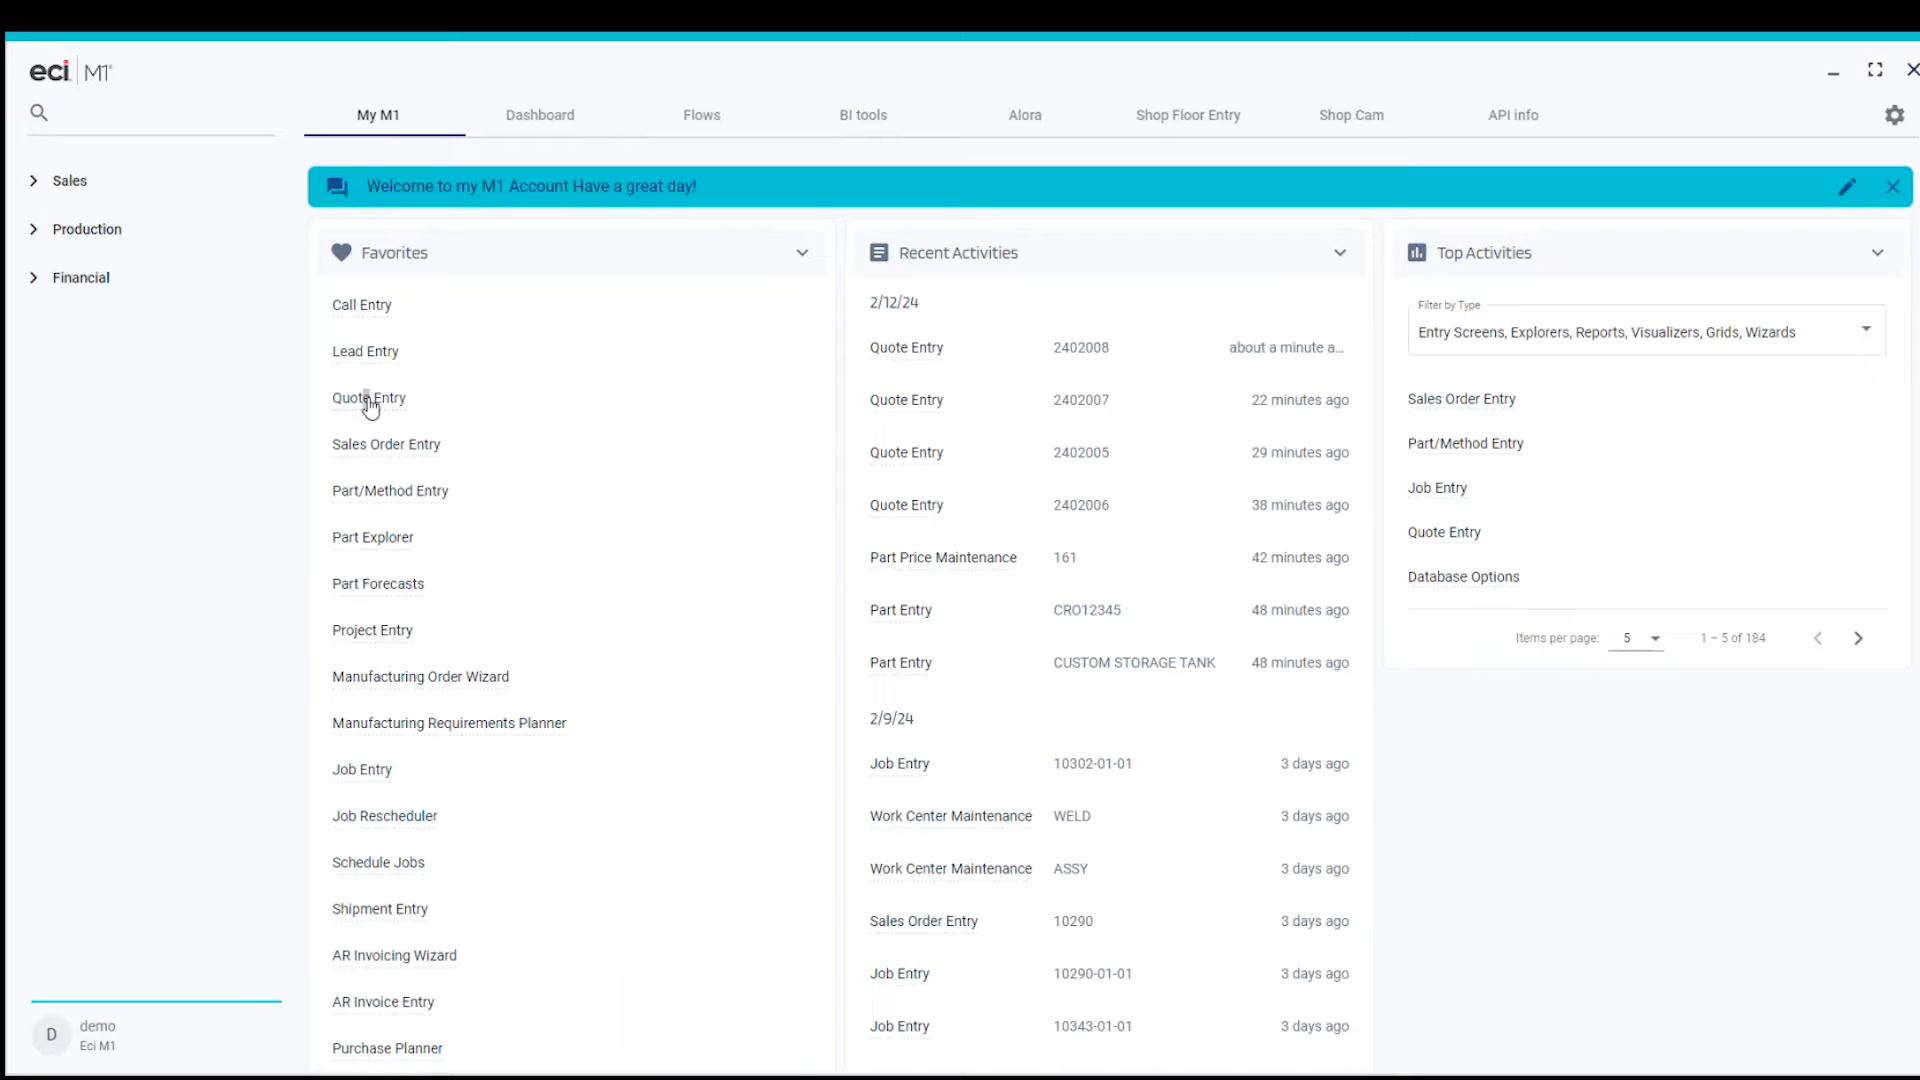 eci M1
My M1
Dashboard
Flows
BI tools
Alora
Shop Floor Entry
Shop Cam
API info
Sales
Production
Financial
Welcome to my M1 Account Have a great day!
Favorites
Call Entry
Lead Entry
Quote Entry
Sales Order Entry
Part/Method Entry
Part Explorer
Part Forecasts
Project Entry
Manufacturing Order Wizard
Manufacturing Requirements Planner
Job Entry
Job Rescheduler
Schedule Jobs
Shipment Entry
AR Invoicing Wizard
AR Invoice Entry
Purchase Planner
Recent Activities
2/12/24
Quote Entry 2402008 about a minute a...
Quote Entry 2402007 22 minutes ago
Quote Entry 2402005 29 minutes ago
Quote Entry 2402006 38 minutes ago
Part Price Maintenance 161 42 minutes ago
Part Entry CRO12345 48 minutes ago
Part Entry CUSTOM STORAGE TANK 48 minutes ago
2/9/24
Job Entry 10302-01-01 3 days ago
Work Center Maintenance WELD 3 days ago
Work Center Maintenance ASSY 3 days ago
Sales Order Entry 10290 3 days ago
Job Entry 10290-01-01 3 days ago
Job Entry 10343-01-01 3 days ago
Top Activities
Filter by Type
Entry Screens, Explorers, Reports, Visualizers, Grids, Wizards
Sales Order Entry
Part/Method Entry
Job Entry
Quote Entry
Database Options
Items per page: 5 1 – 5 of 184
D
demo
Eci M1